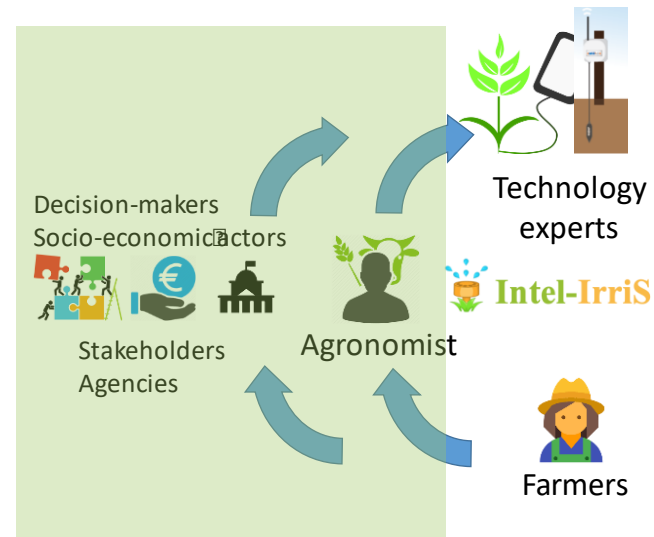 Decision-makers
Socio-economic actors
Stakeholders
Agencies
Agronomist
Technology
experts
Intel-IrriS
Farmers